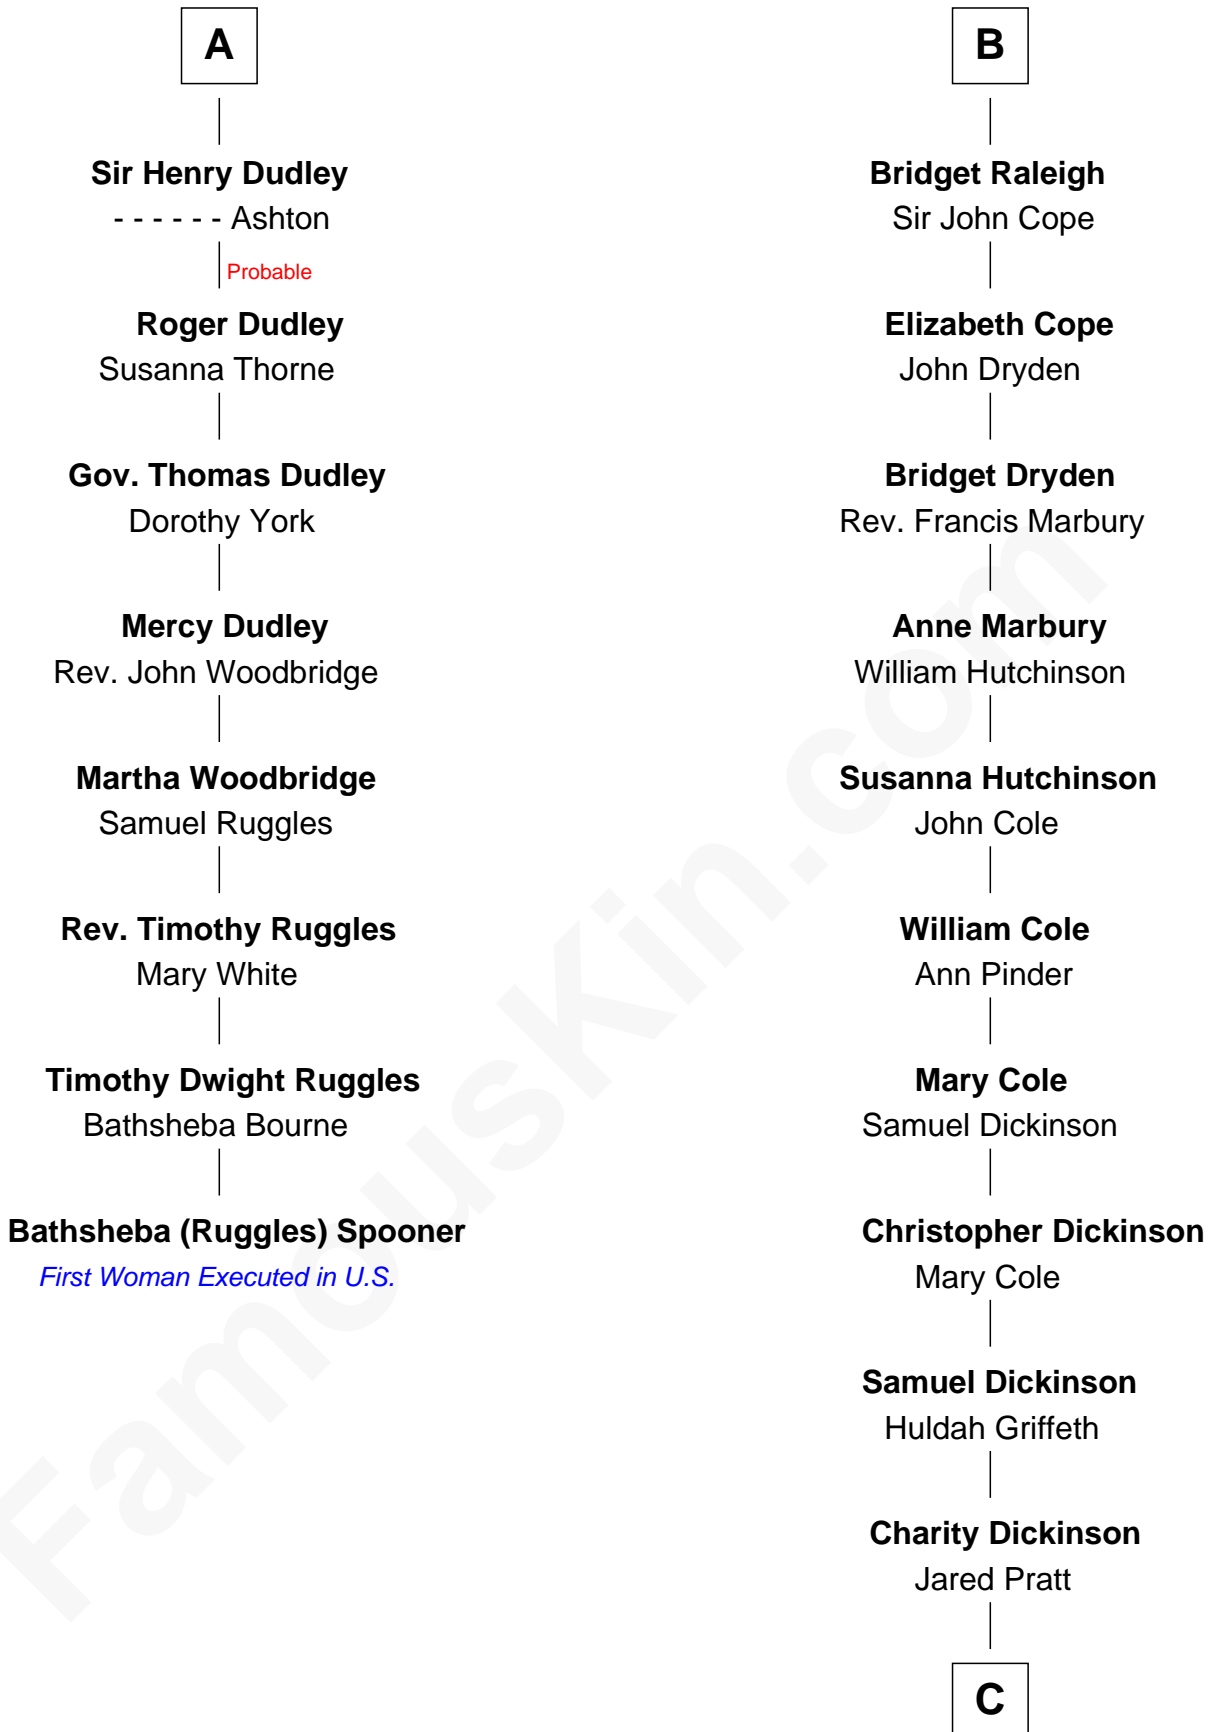 A
Sir Henry Dudley
- - - - - - Ashton
Probable
Roger Dudley
Susanna Thorne
Gov. Thomas Dudley
Dorothy York
Mercy Dudley
Rev. John Woodbridge
Martha Woodbridge
Samuel Ruggles
Rev. Timothy Ruggles
Mary White
Timothy Dwight Ruggles
Bathsheba Bourne
Bathsheba (Ruggles) Spooner
First Woman Executed in U.S.
B
Bridget Raleigh
Sir John Cope
Elizabeth Cope
John Dryden
Bridget Dryden
Rev. Francis Marbury
Anne Marbury
William Hutchinson
Susanna Hutchinson
John Cole
William Cole
Ann Pinder
Mary Cole
Samuel Dickinson
Christopher Dickinson
Mary Cole
Samuel Dickinson
Huldah Griffeth
Charity Dickinson
Jared Pratt
C
FamousKin.com